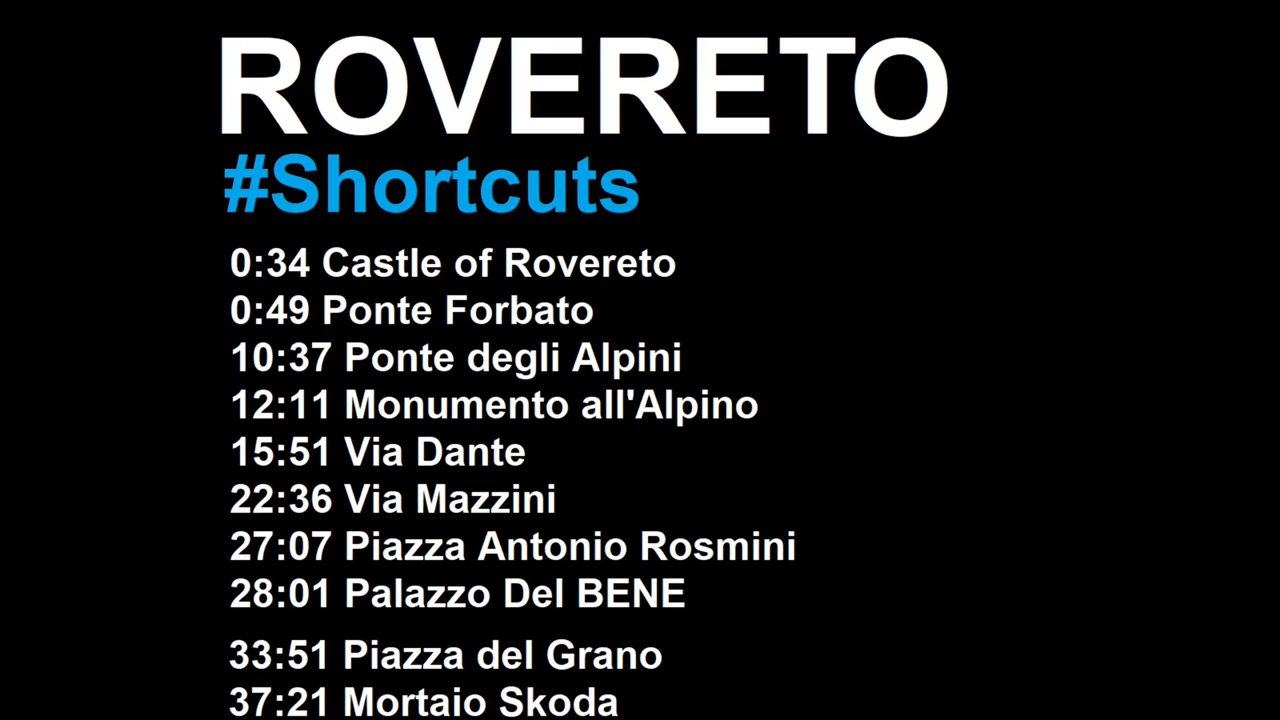 ROVERETO
#Shortcuts
0:34 Castle of Rovereto
0:49 Ponte Forbato
10:37 Ponte degli Alpini
12:11 Monumento all'Alpino
15:51 Via Dante
22:36 Via Mazzini
27:07 Piazza Antonio Rosmini
28:01 Palazzo Del BENE
33:51 Piazza del Grano
37:21 Mortaio Skoda